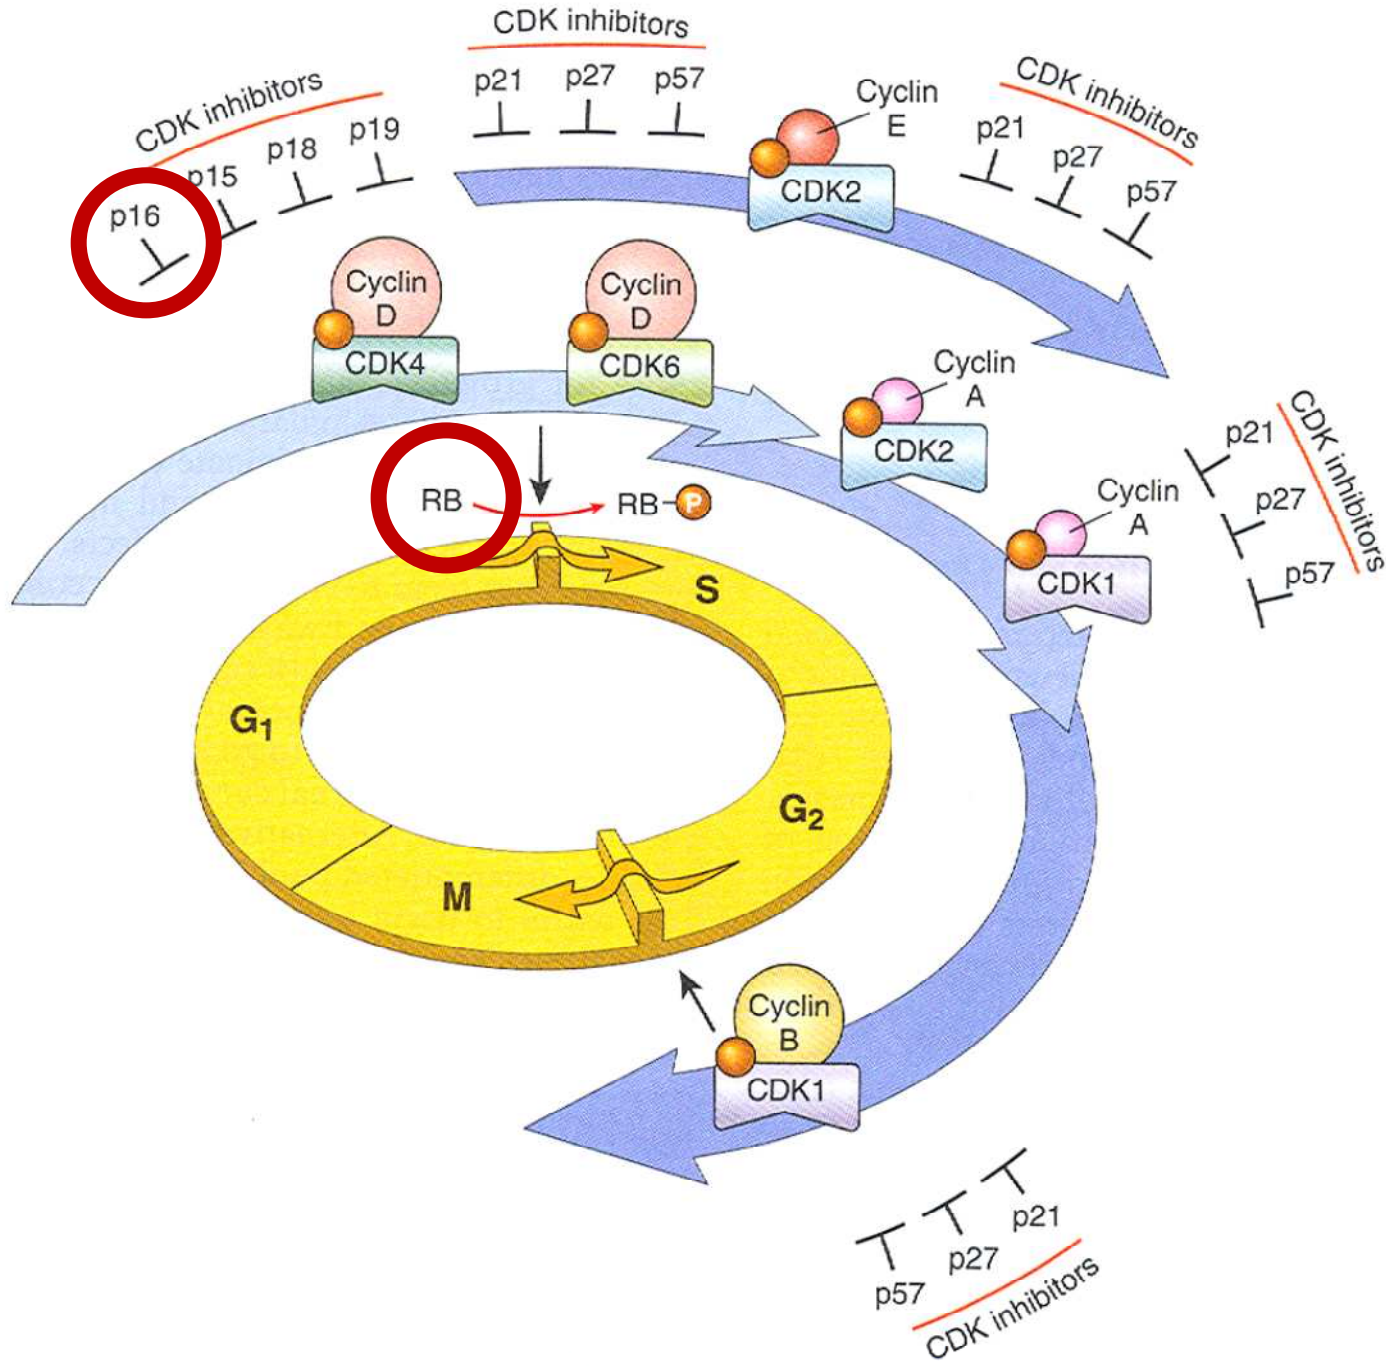 CDK inhibitors
p21 p27 p57
CDK inhibitors
p16 p15 p18 p19
Cyclin
E
CDK2
CDK inhibitors
p21
p27
p57
Cyclin
D
CDK4
Cyclin
D
CDK6
Cyclin
A
CDK2
Cyclin
A
CDK1
CDK inhibitors
p21
p27
p57
RB
RB
P
S
G1
G2
M
Cyclin
B
CDK1
p57 p27 p21
CDK inhibitors